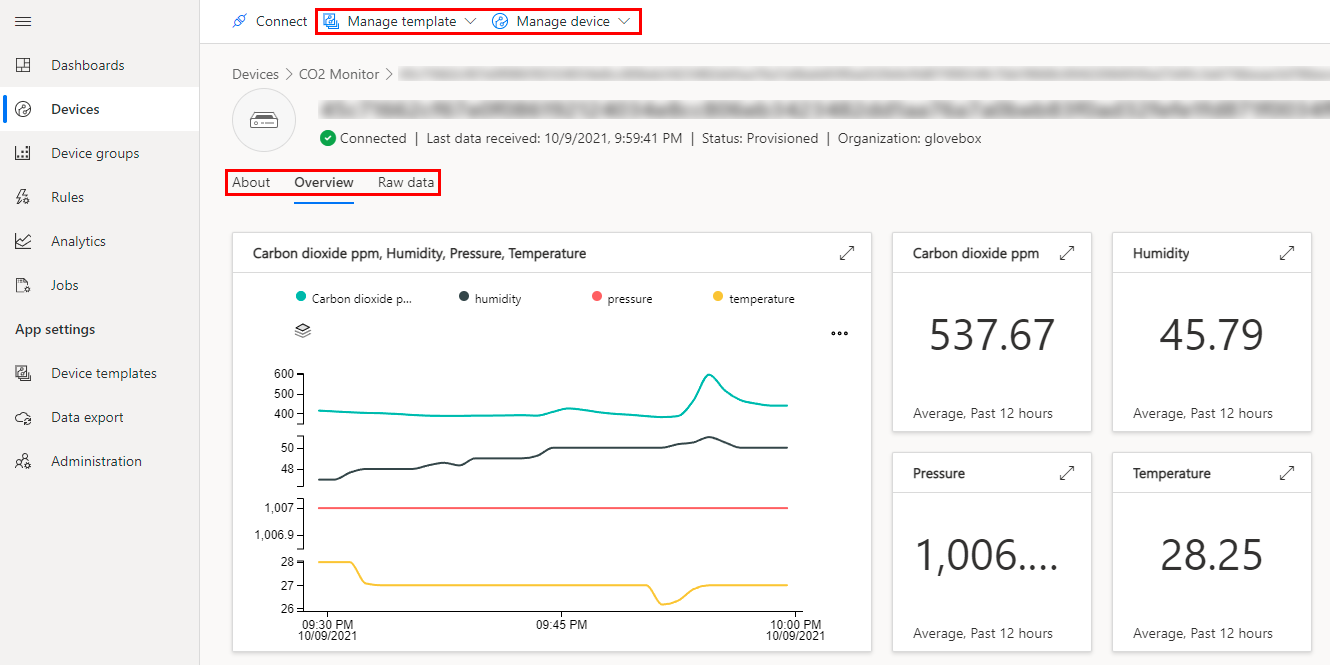 Connect Manage template Manage device
Dashboards
Devices
Device groups
Rules
Analytics
Jobs
App settings
Device templates
Data export
Administration
Devices > CO2 Monitor >
Connected | Last data received: 10/9/2021, 9:59:41 PM | Status: Provisioned | Organization: glovebox
About Overview Raw data
Carbon dioxide ppm, Humidity, Pressure, Temperature
Carbon dioxide p... humidity pressure temperature
600
500
400
50
48
1,007
1,006.9
28
27
26
09:30 PM 09:45 PM 10:00 PM
10/09/2021 10/09/2021
Carbon dioxide ppm
537.67
Average, Past 12 hours
Humidity
45.79
Average, Past 12 hours
Pressure
1,006....
Average, Past 12 hours
Temperature
28.25
Average, Past 12 hours